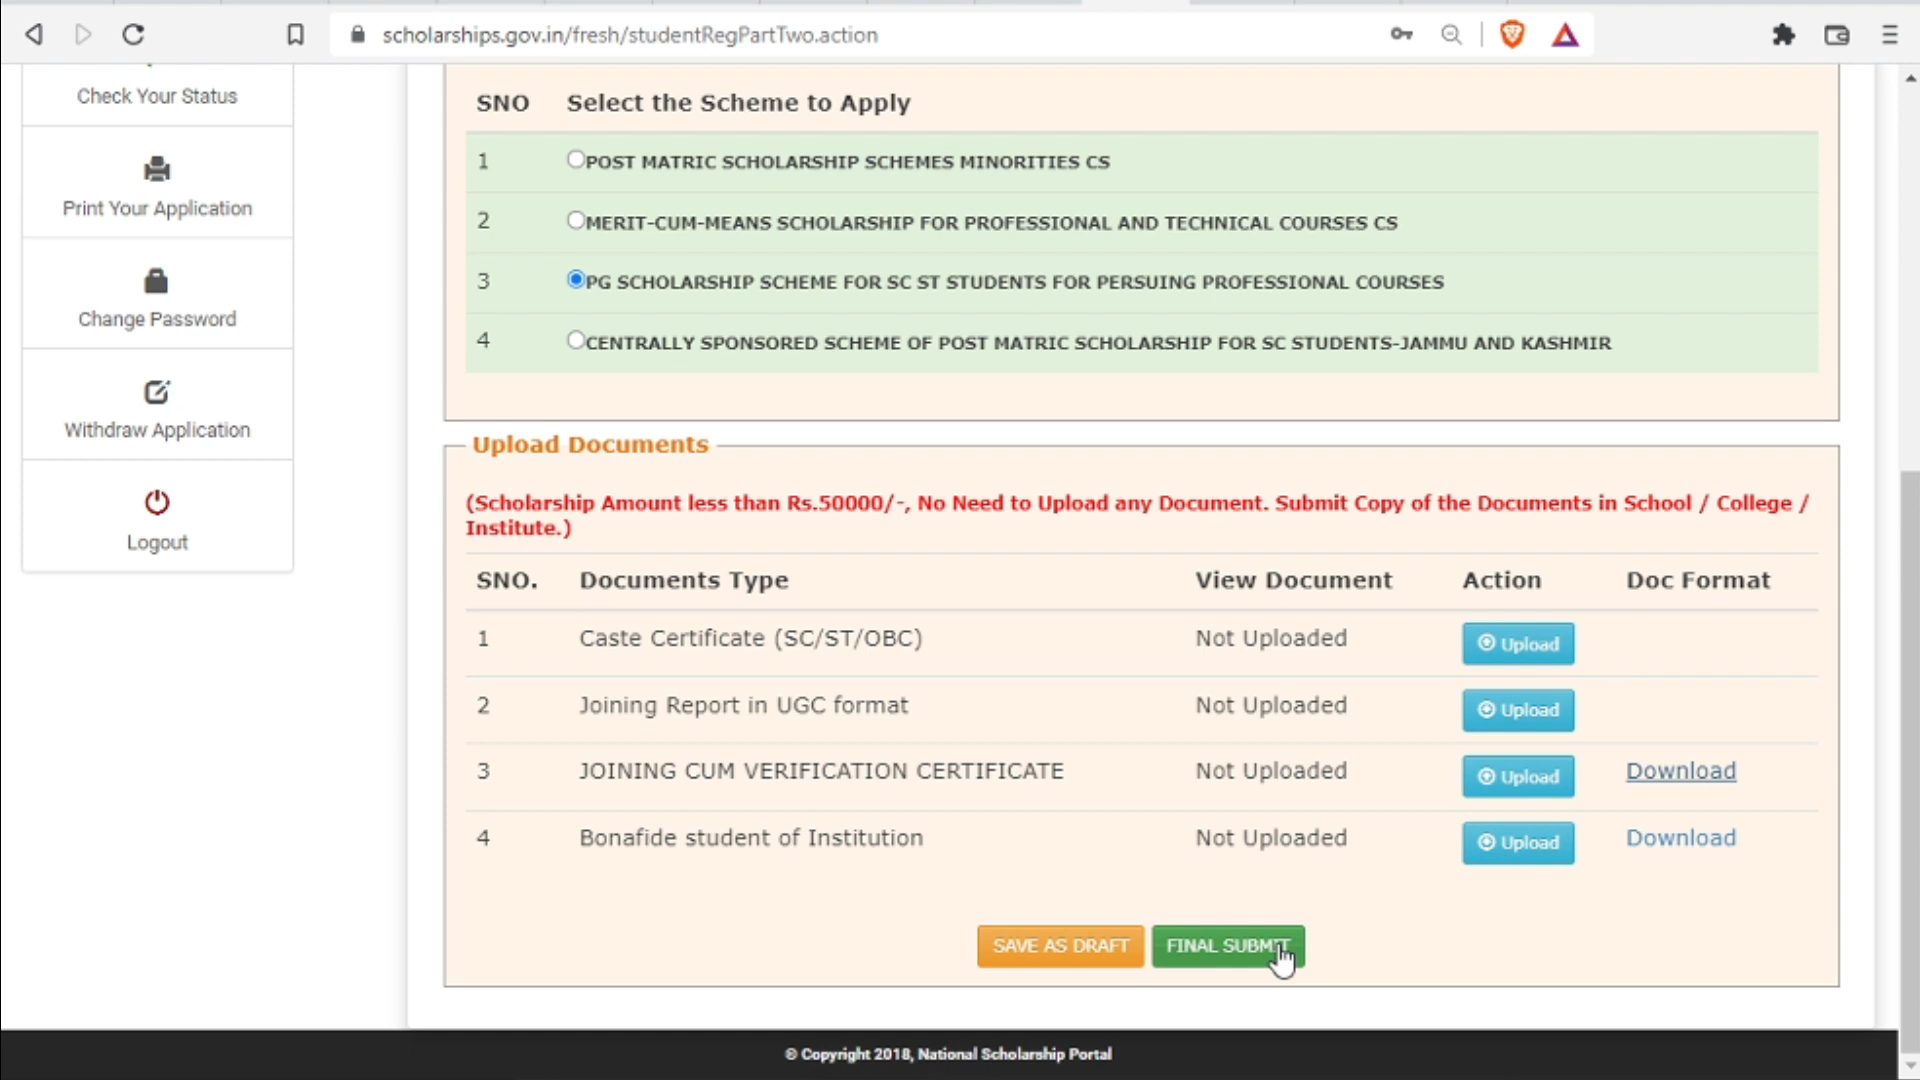 scholarships.gov.in/fresh/studentRegPartTwo.action
Check Your Status
Print Your Application
Change Password
Withdraw Application
Logout
SNO Select the Scheme to Apply
1 POST MATRIC SCHOLARSHIP SCHEMES MINORITIES CS
2 MERIT-CUM-MEANS SCHOLARSHIP FOR PROFESSIONAL AND TECHNICAL COURSES CS
3 PG SCHOLARSHIP SCHEME FOR SC ST STUDENTS FOR PERSUING PROFESSIONAL COURSES
4 CENTRALLY SPONSORED SCHEME OF POST MATRIC SCHOLARSHIP FOR SC STUDENTS-JAMMU AND KASHMIR
Upload Documents
(Scholarship Amount less than Rs.50000/-, No Need to Upload any Document. Submit Copy of the Documents in School / College /
Institute.)
SNO. Documents Type View Document Action Doc Format
1 Caste Certificate (SC/ST/OBC) Not Uploaded Upload
2 Joining Report in UGC format Not Uploaded Upload
3 JOINING CUM VERIFICATION CERTIFICATE Not Uploaded Upload Download
4 Bonafide student of Institution Not Uploaded Upload Download
SAVE AS DRAFT FINAL SUBMIT
© Copyright 2018, National Scholarship Portal